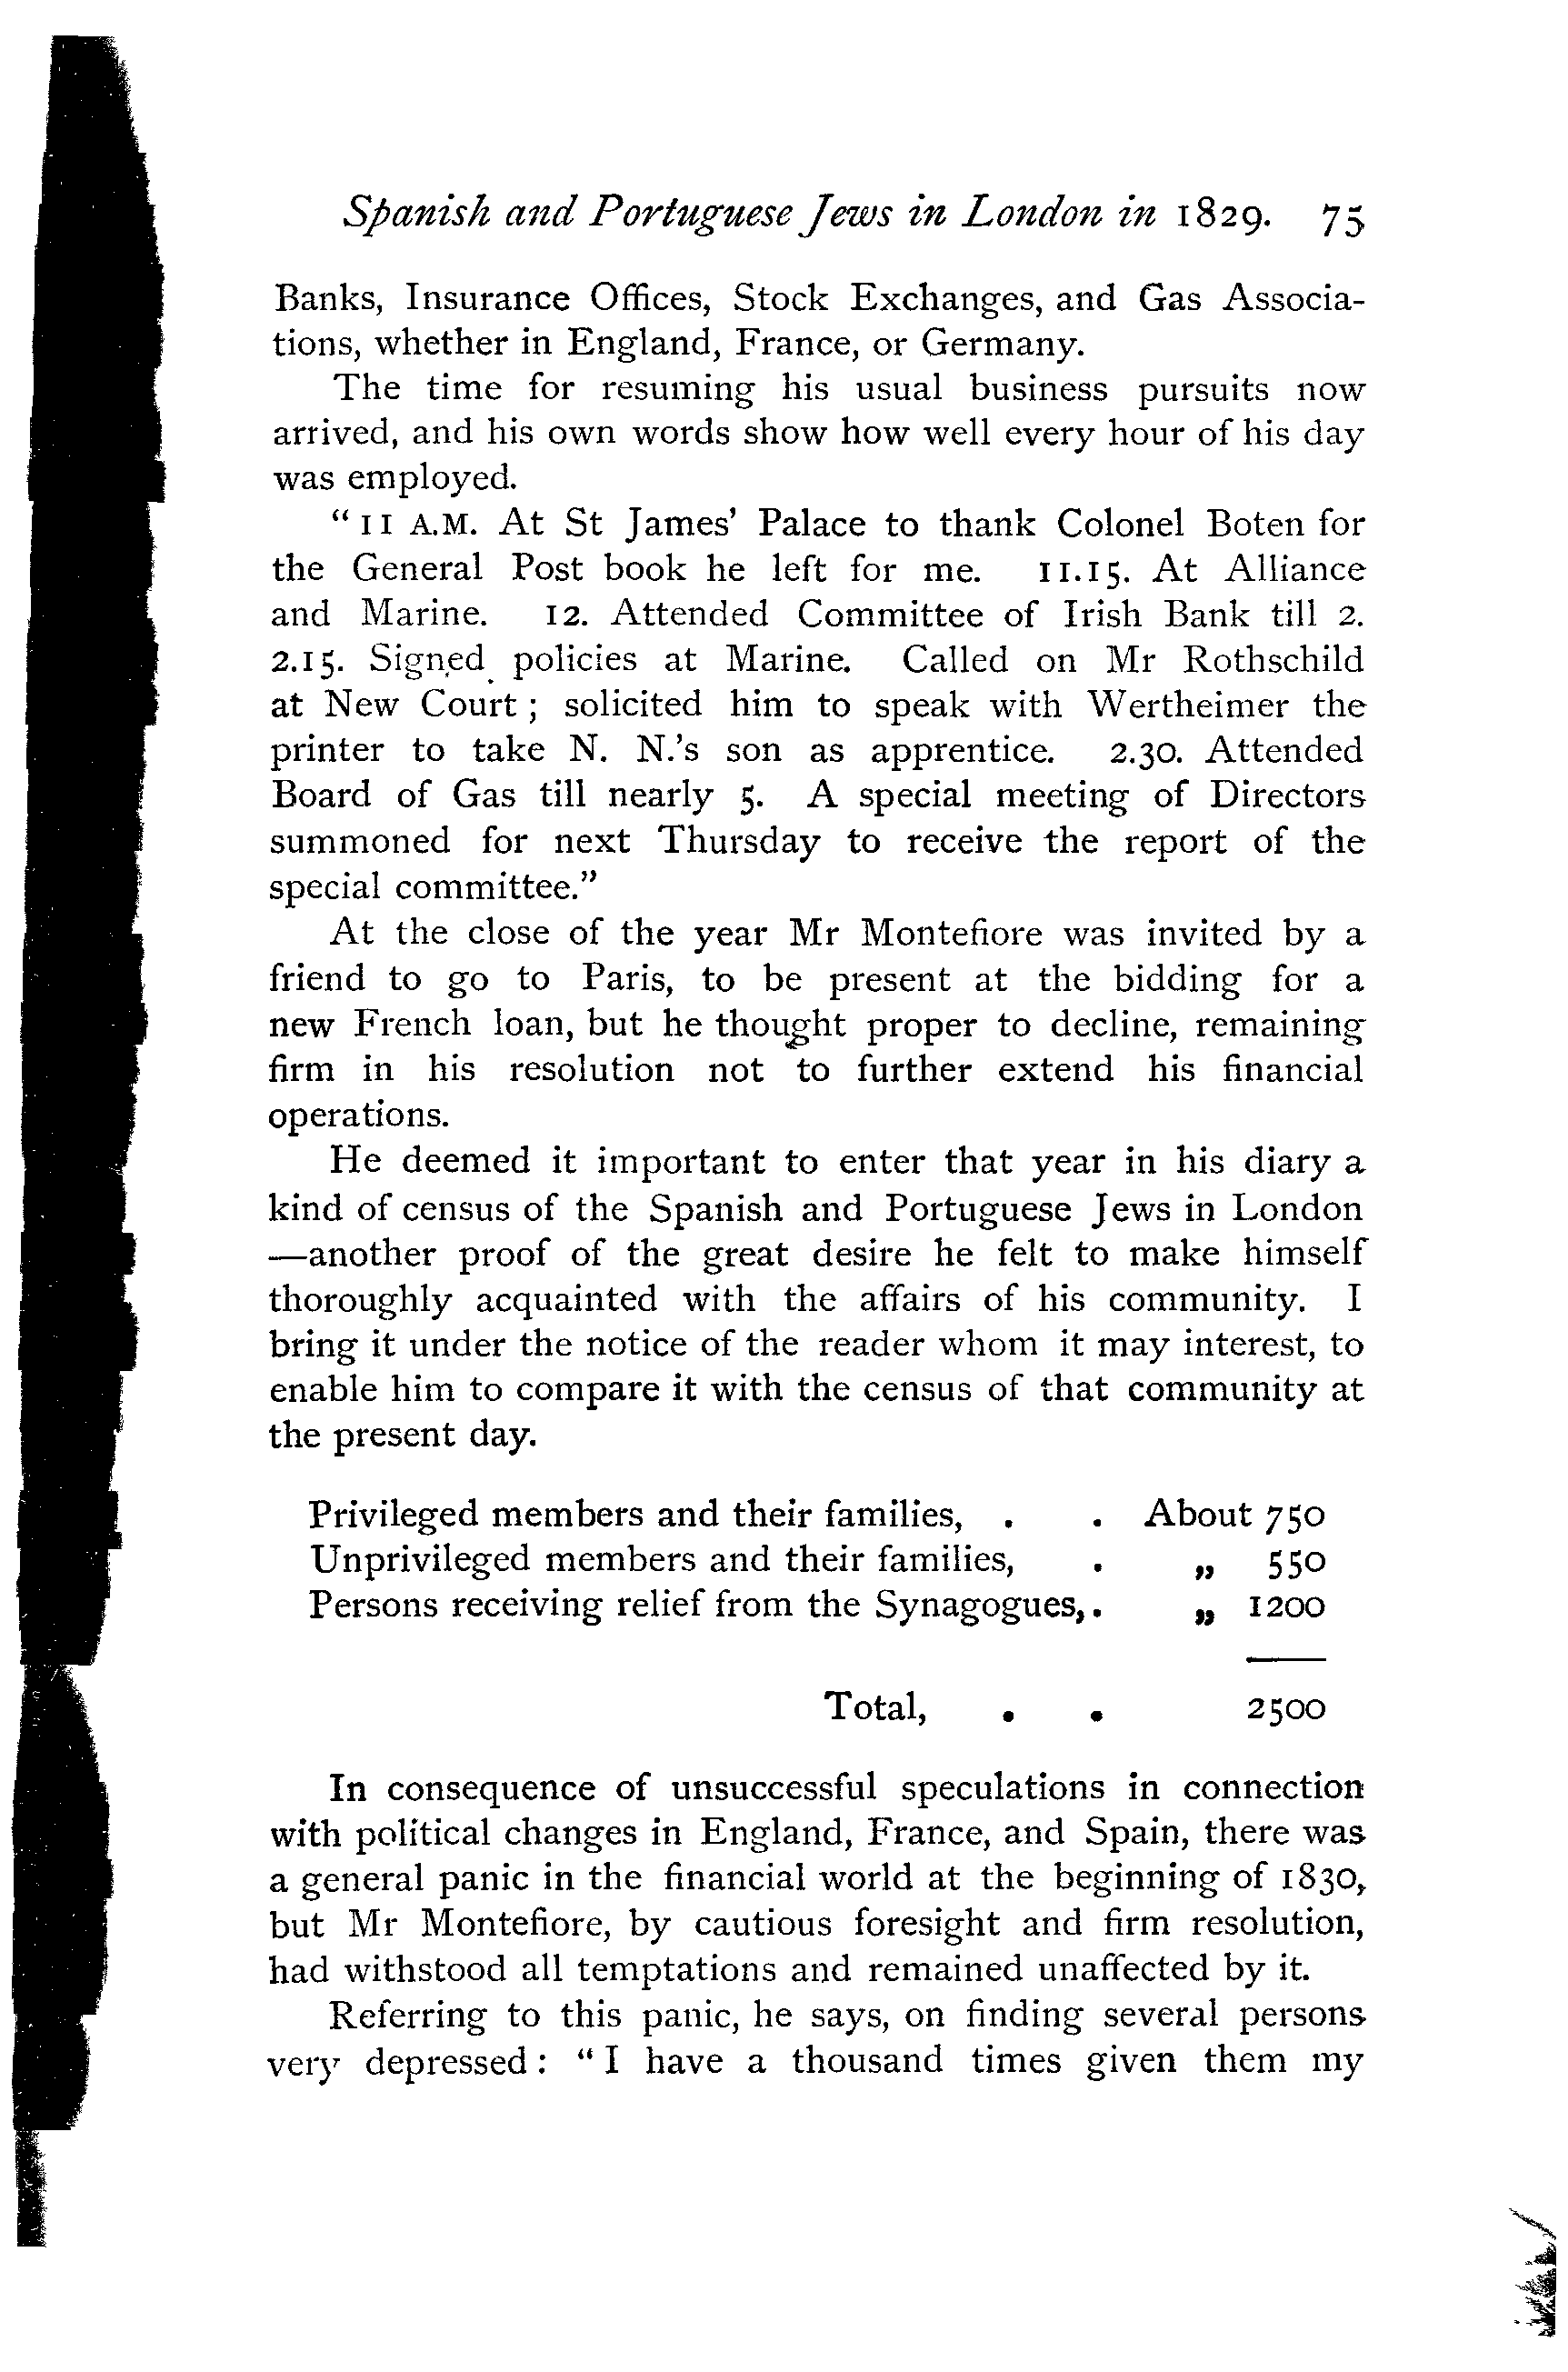 Spanish and Portuguese Jews in London in 1829. 75
Banks, Insurance Offices, Stock Exchanges, and Gas Associa-
tions, whether in England, France, or Germany.
The time for resuming his usual business pursuits now
arrived, and his own words show how well every hour of his day
was employed.
“11 A.M. At St James’ Palace to thank Colonel Boten for
the General Post book he left for me. 11.15. At Alliance
and Marine. 12. Attended Committee of Irish Bank till 2.
2.15. Signed policies at Marine. Called on Mr Rothschild
at New Court; solicited him to speak with Wertheimer the
printer to take N. N.’s son as apprentice. 2.30. Attended
Board of Gas till nearly 5. A special meeting of Directors
summoned for next Thursday to receive the report of the
special committee.”
At the close of the year Mr Montefiore was invited by a
friend to go to Paris, to be present at the bidding for a
new French loan, but he thought proper to decline, remaining
firm in his resolution not to further extend his financial
operations.
He deemed it important to enter that year in his diary a
kind of census of the Spanish and Portuguese Jews in London
—another proof of the great desire he felt to make himself
thoroughly acquainted with the affairs of his community. I
bring it under the notice of the reader whom it may interest, to
enable him to compare it with the census of that community at
the present day.
Privileged members and their families, . . About 750
Unprivileged members and their families, . „ 550
Persons receiving relief from the Synagogues, . „ 1200
Total, . . 2500
In consequence of unsuccessful speculations in connection
with political changes in England, France, and Spain, there was
a general panic in the financial world at the beginning of 1830,
but Mr Montefiore, by cautious foresight and firm resolution,
had withstood all temptations and remained unaffected by it.
Referring to this panic, he says, on finding several persons
very depressed: “I have a thousand times given them my